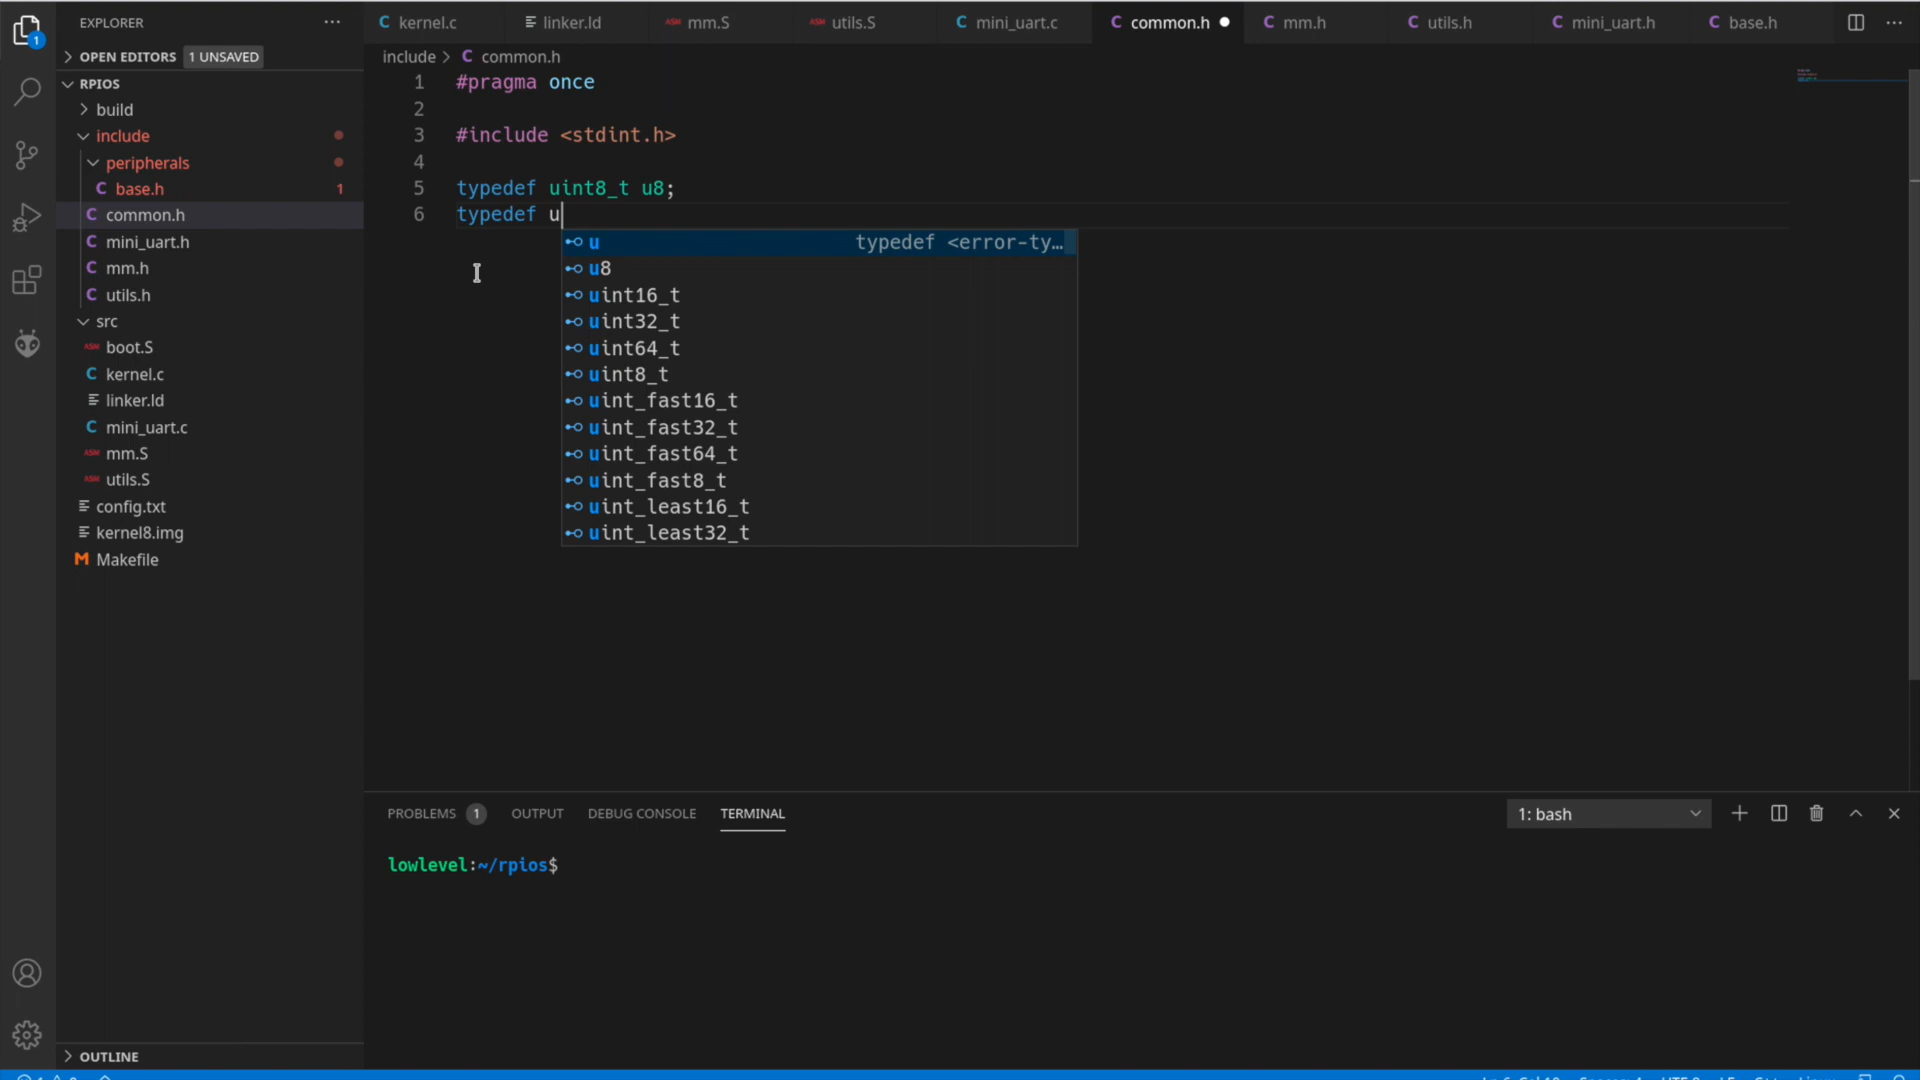 EXPLORER
OPEN EDITORS 1 UNSAVED
RPIOS
build
include
peripherals
base.h 1
common.h
mini_uart.h
mm.h
utils.h
src
boot.S
kernel.c
linker.ld
mini_uart.c
mm.S
utils.S
config.txt
kernel8.img
Makefile
OUTLINE
kernel.c linker.ld mm.S utils.S mini_uart.c common.h mm.h utils.h mini_uart.h base.h
include > common.h
1 #pragma once
2
3 #include <stdint.h>
4
5 typedef uint8_t u8;
6 typedef u
u typedef <error-ty…
u8
uint16_t
uint32_t
uint64_t
uint8_t
uint_fast16_t
uint_fast32_t
uint_fast64_t
uint_fast8_t
uint_least16_t
uint_least32_t
PROBLEMS 1 OUTPUT DEBUG CONSOLE TERMINAL 1: bash
lowlevel:~/rpios$